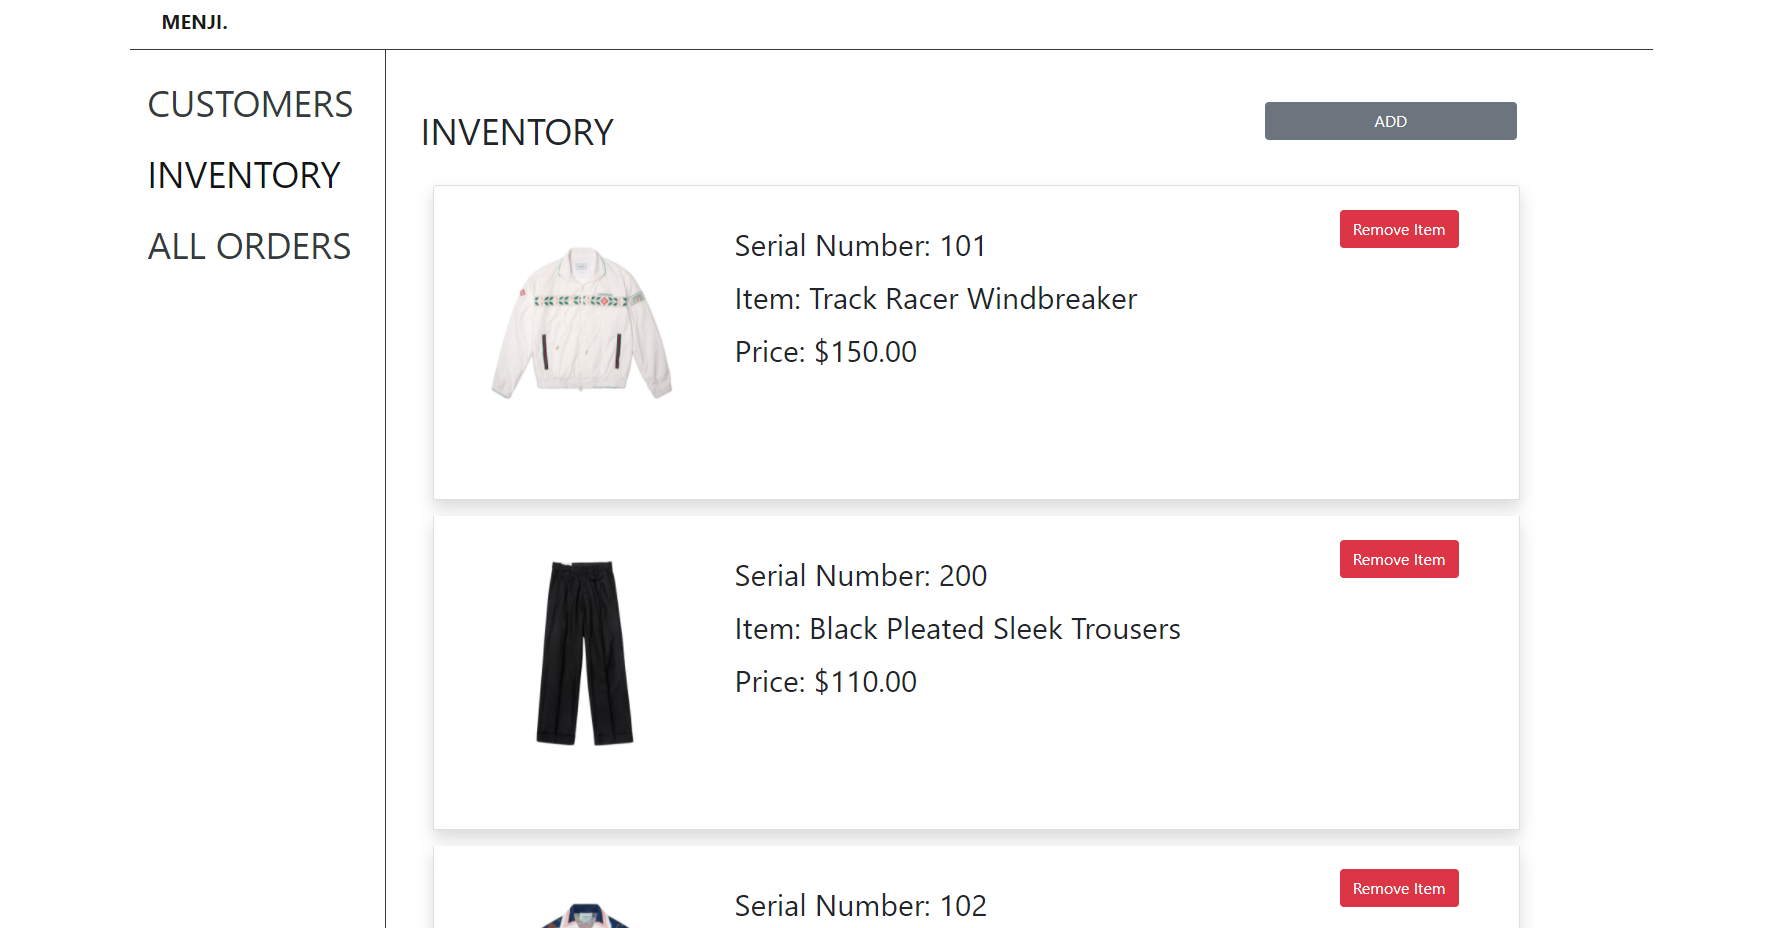 MENJI.
CUSTOMERS
INVENTORY
ALL ORDERS
INVENTORY
ADD
Serial Number: 101
Remove Item
Item: Track Racer Windbreaker
Price: $150.00
Serial Number: 200
Remove Item
Item: Black Pleated Sleek Trousers
Price: $110.00
Serial Number: 102
Remove Item